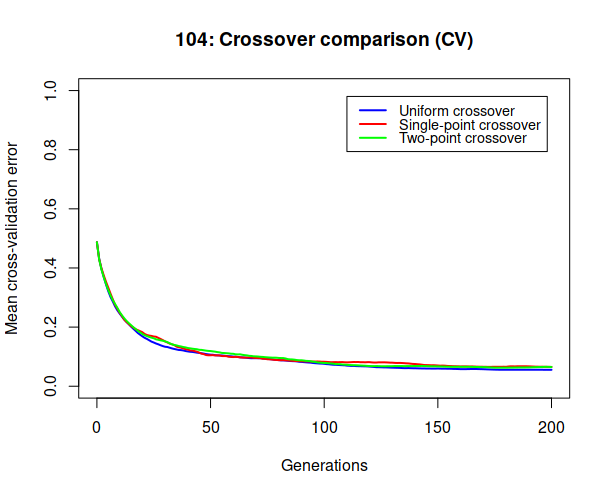 104: Crossover comparison (CV)
Uniform crossover
Single-point crossover
Two-point crossover
Mean cross-validation error
1.0
0.8
0.6
0.4
0.2
0.0
0 50 100 150 200
Generations